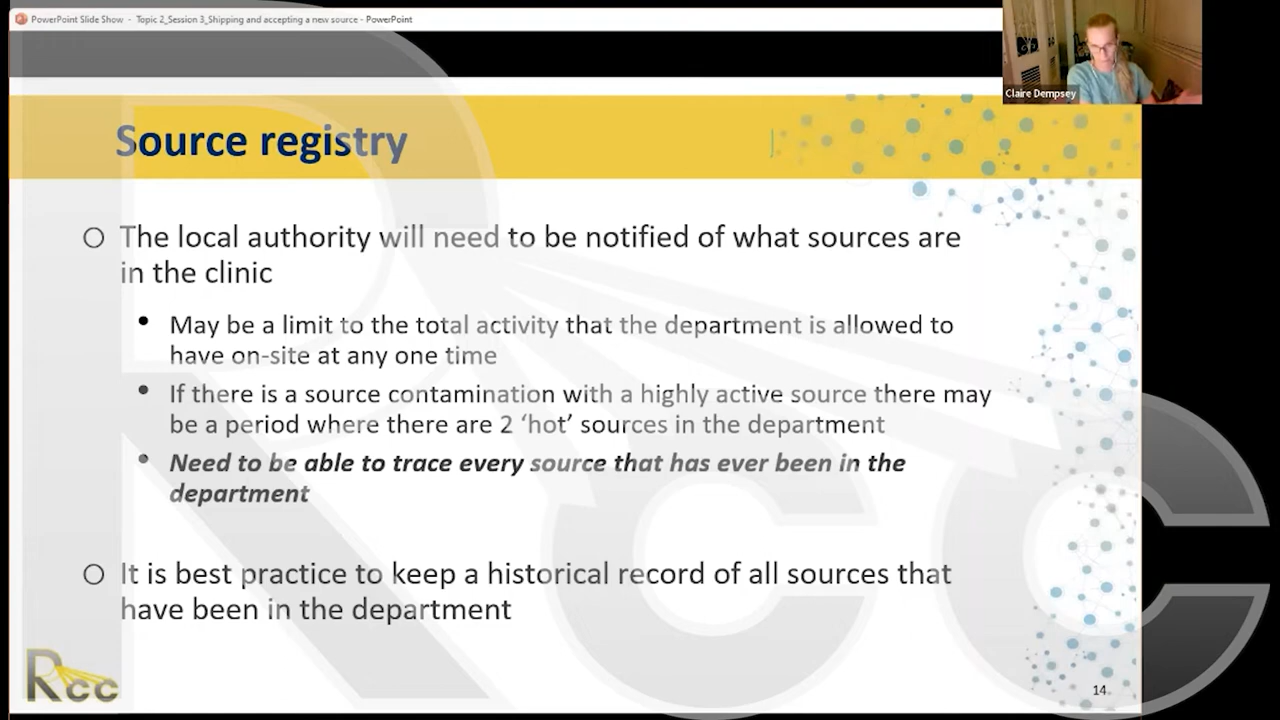 PowerPoint Slide Show - Topic 2_Session 3_Shipping and accepting a new source - PowerPoint
Claire Dempsey
Source registry
The local authority will need to be notified of what sources are
in the clinic
May be a limit to the total activity that the department is allowed to
have on-site at any one time
If there is a source contamination with a highly active source there may
be a period where there are 2 ‘hot’ sources in the department
Need to be able to trace every source that has ever been in the
department
It is best practice to keep a historical record of all sources that
have been in the department
Rcc
14
Rcc